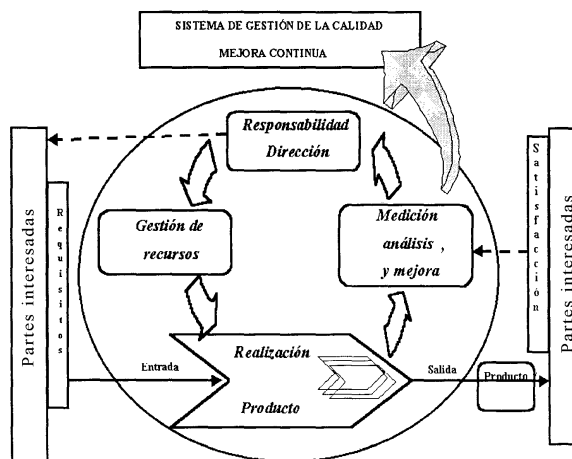 SISTEMA DE GESTIÓN DE LA CALIDAD
MEJORA CONTINUA
Responsabilidad
Dirección
Partes interesadas
Requisitos
Gestión de
recursos
Medición
análisis ,
y mejora
Satisfacción
Partes interesadas
Realización
Entrada
Salida
Producto
Producto